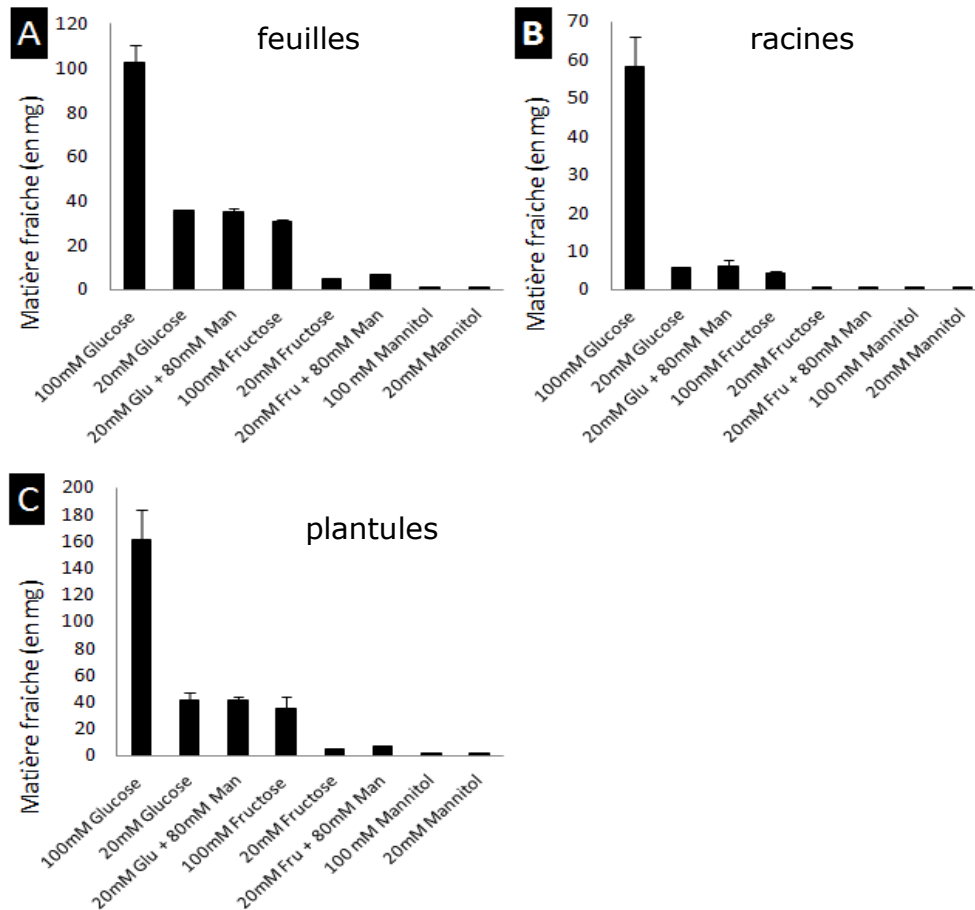 A
feuilles
Matière fraiche (en mg)
120
100
80
60
40
20
0
100mM Glucose
20mM Glucose
20mM Glu + 80mM Man
100mM Fructose
20mM Fructose
20mM Fru + 80mM Man
100 mM Mannitol
20mM Mannitol
B
racines
Matière fraiche (en mg)
70
60
50
40
30
20
10
0
100mM Glucose
20mM Glucose
20mM Glu + 80mM Man
100mM Fructose
20mM Fructose
20mM Fru + 80mM Man
100 mM Mannitol
20mM Mannitol
C
plantules
Matière fraiche (en mg)
200
180
160
140
120
100
80
60
40
20
0
100mM Glucose
20mM Glucose
20mM Glu + 80mM Man
100mM Fructose
20mM Fructose
20mM Fru + 80mM Man
100 mM Mannitol
20mM Mannitol